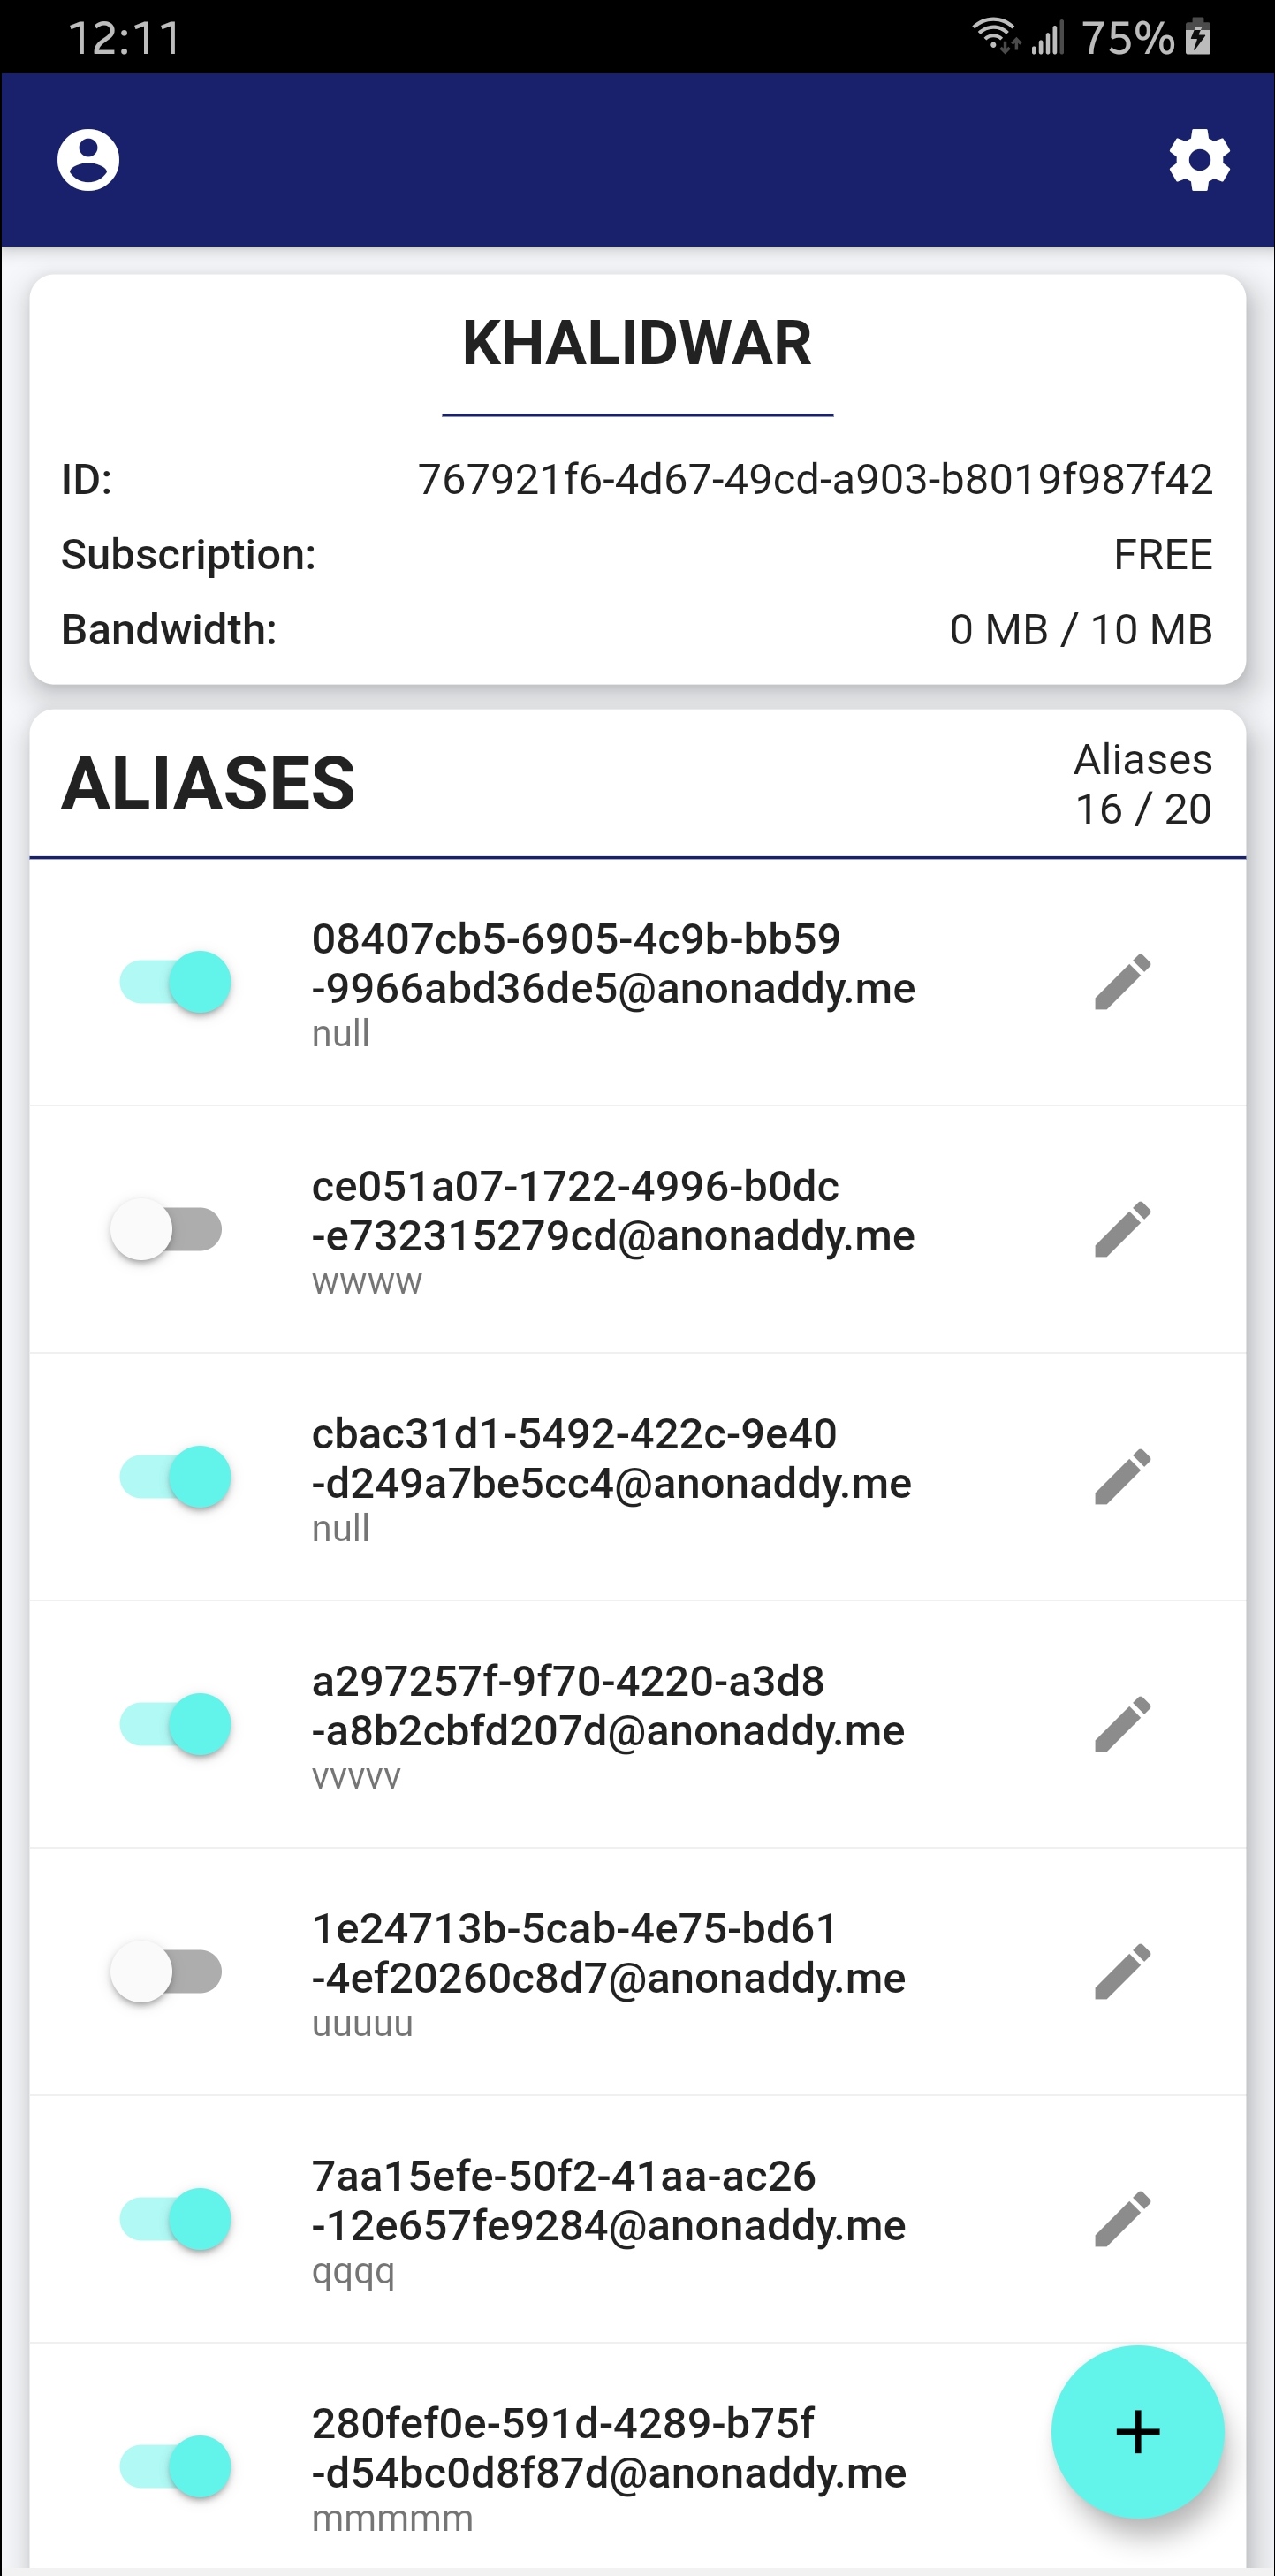 12:11
75%
KHALIDWAR
ID: 767921f6-4d67-49cd-a903-b8019f987f42
Subscription: FREE
Bandwidth: 0 MB / 10 MB
ALIASES
Aliases
16 / 20
08407cb5-6905-4c9b-bb59
-9966abd36de5@anonaddy.me
null
ce051a07-1722-4996-b0dc
-e732315279cd@anonaddy.me
wwww
cbac31d1-5492-422c-9e40
-d249a7be5cc4@anonaddy.me
null
a297257f-9f70-4220-a3d8
-a8b2cbfd207d@anonaddy.me
vvvvv
1e24713b-5cab-4e75-bd61
-4ef20260c8d7@anonaddy.me
uuuuu
7aa15efe-50f2-41aa-ac26
-12e657fe9284@anonaddy.me
qqqq
280fef0e-591d-4289-b75f
-d54bc0d8f87d@anonaddy.me
mmmmm